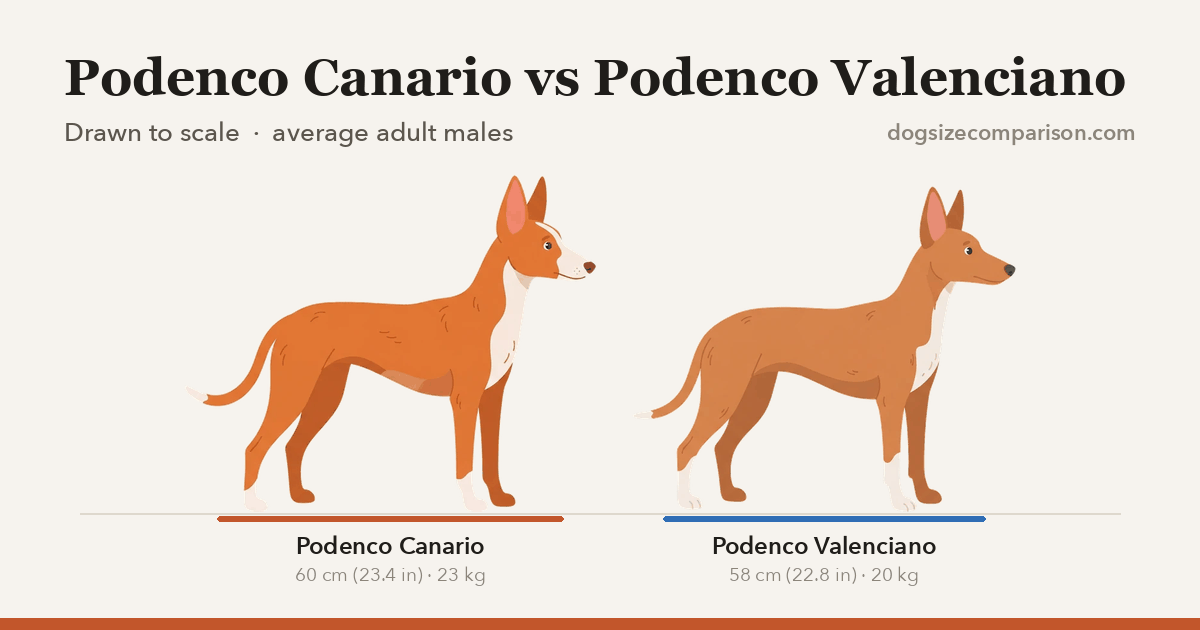 Podenco Canario vs Podenco Valenciano
Drawn to scale · average adult males
dogsizecomparison.com
Podenco Canario
60 cm (23.4 in) · 23 kg
Podenco Valenciano
58 cm (22.8 in) · 20 kg